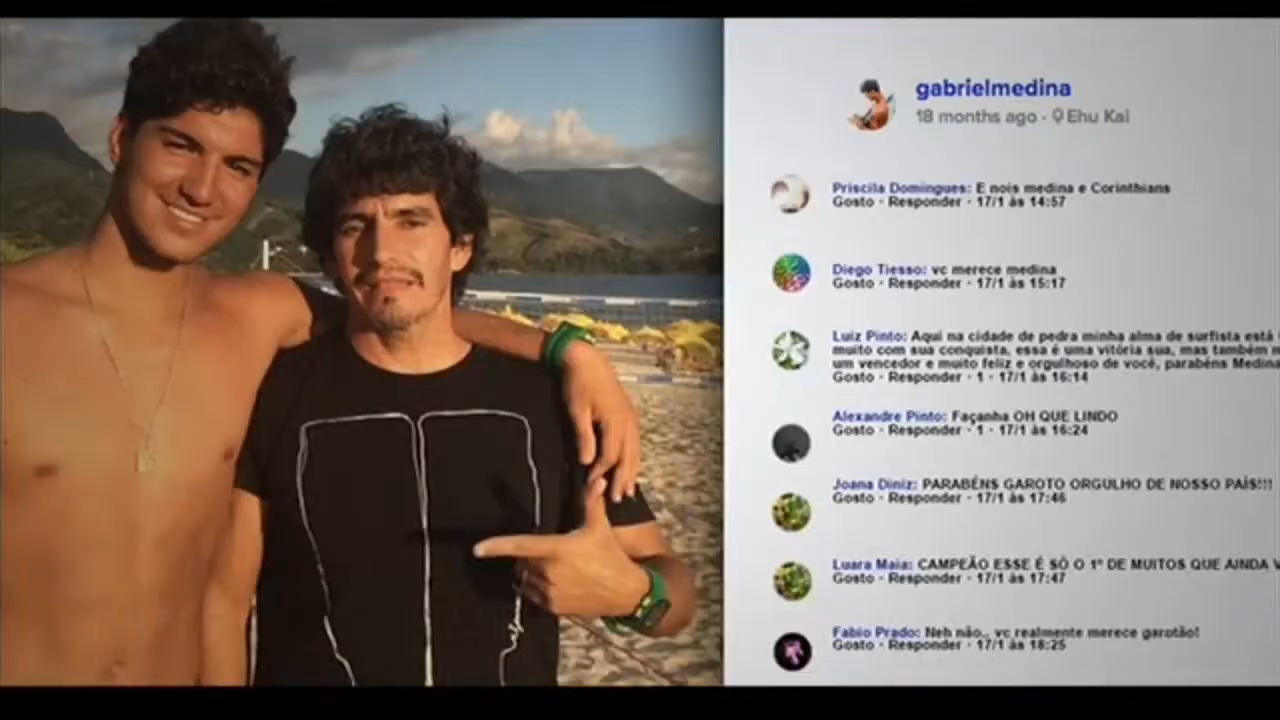 gabrielmedina
18 months ago · Ehu Kai
Priscila Domingues: E nois medina e Corinthians
Gosto · Responder · 17/1 às 14:57
Diego Tiesso: vc merece medina
Gosto · Responder · 17/1 às 15:17
Luiz Pinto: Aqui na cidade de pedra minha alma de surfista está
muito com sua conquista, essa é uma vitória sua, mas também
um vencedor e muito feliz e orgulhoso de você, parabéns Medina
Gosto · Responder · 1 · 17/1 às 16:14
Alexandre Pinto: Façanha OH QUE LINDO
Gosto · Responder · 1 · 17/1 às 16:24
Joana Diniz: PARABÉNS GAROTO ORGULHO DE NOSSO PAÍS!!!
Gosto · Responder · 17/1 às 17:46
Luara Maia: CAMPEÃO ESSE É SÓ O 1º DE MUITOS QUE AINDA V
Gosto · Responder · 17/1 às 17:47
Fabio Prado: Neh não.. vc realmente merece garotão!
Gosto · Responder · 17/1 às 18:25